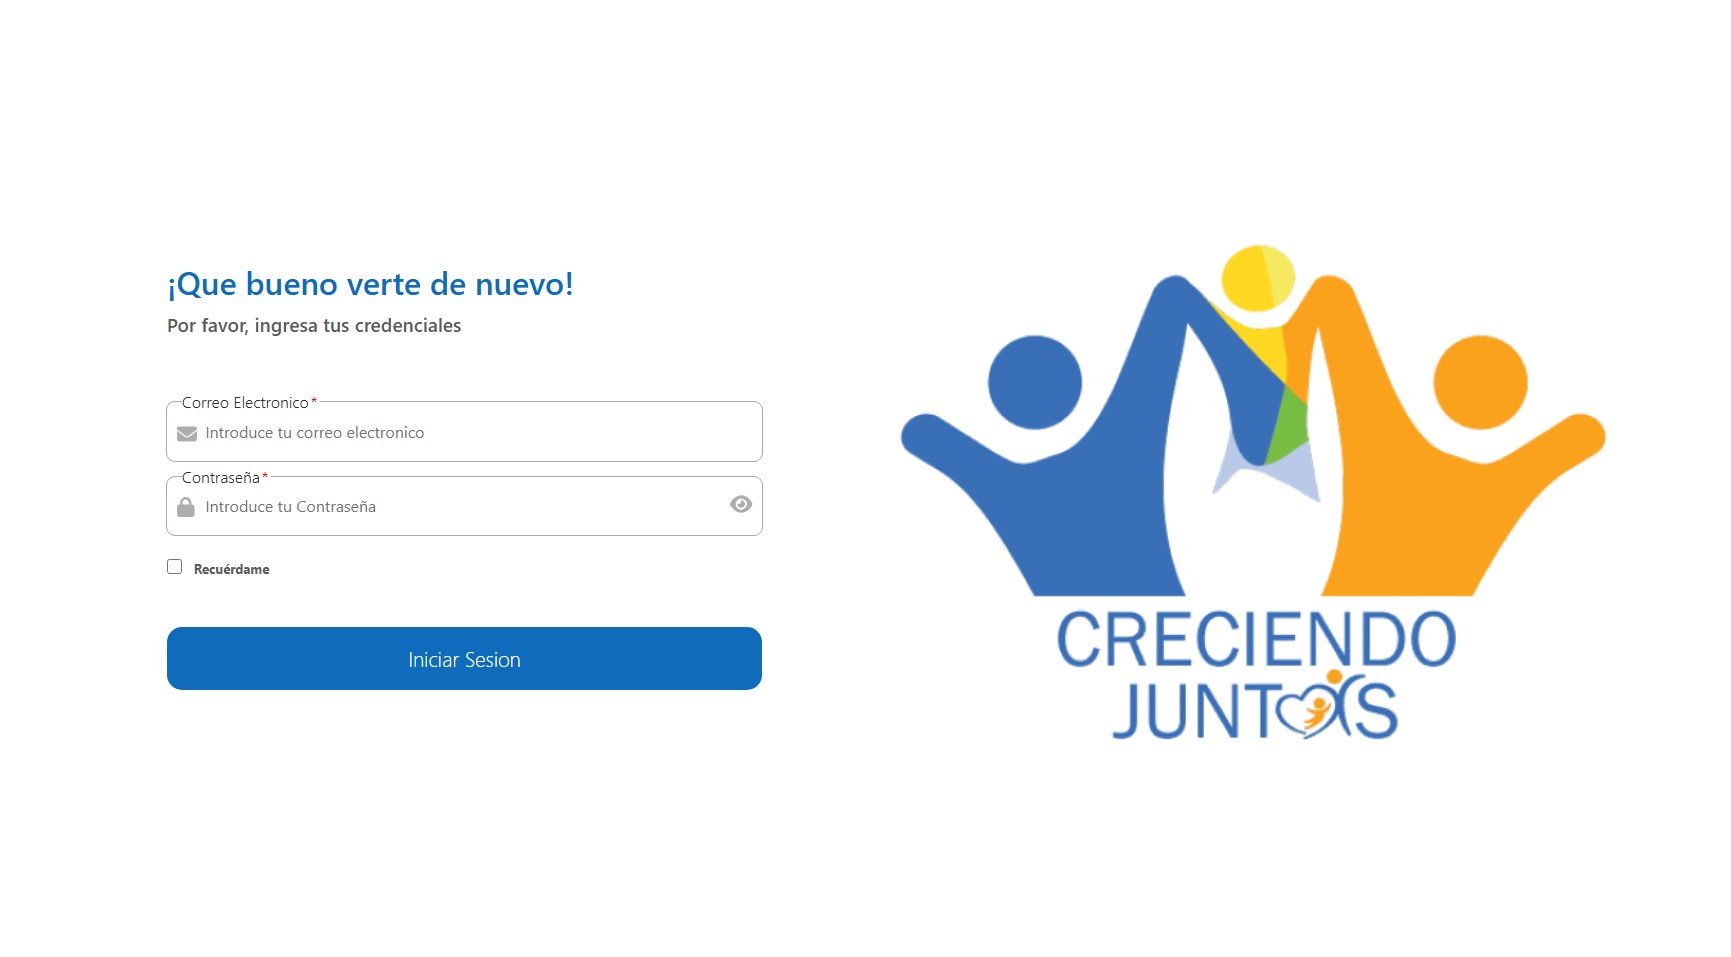 ¡Que bueno verte de nuevo!
Por favor, ingresa tus credenciales
Correo Electronico*
Introduce tu correo electronico
Contraseña*
Introduce tu Contraseña
Recuérdame
Iniciar Sesion
CRECIENDO
JUNTOS